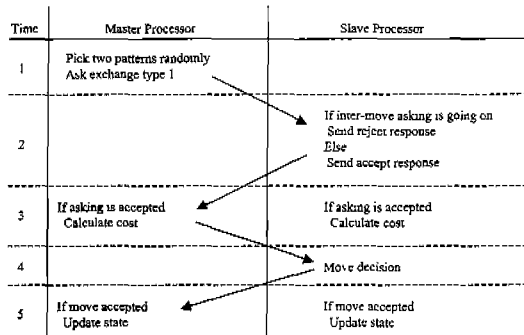 Time Master Processor Slave Processor
1
Pick two patterns randomly
Ask exchange type 1
2
If inter-move asking is going on
Send reject response
Else
Send accept response
3
If asking is accepted
Calculate cost
If asking is accepted
Calculate cost
4
Move decision
5
If move accepted
Update state
If move accepted
Update state